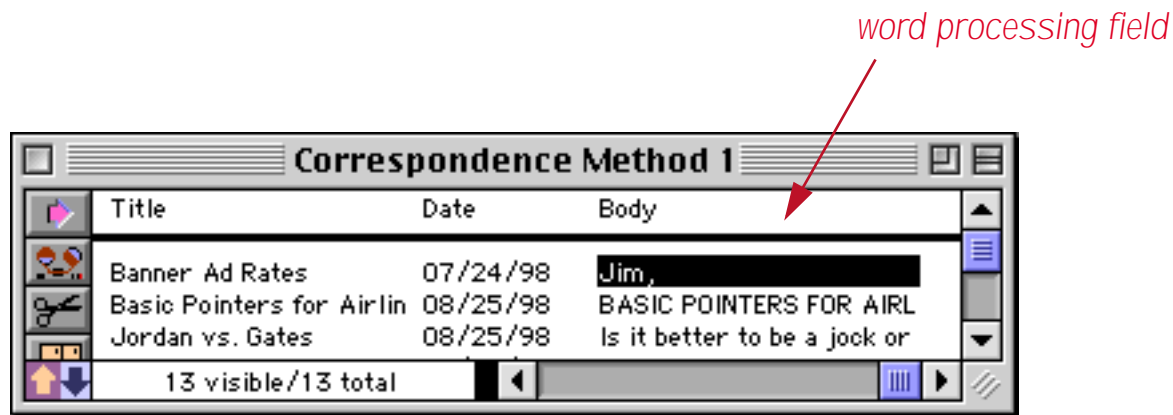 word processing field
Correspondence Method 1
Title Date Body
Banner Ad Rates 07/24/98 Jim,
Basic Pointers for Airlin 08/25/98 BASIC POINTERS FOR AIRL
Jordan vs. Gates 08/25/98 Is it better to be a jock or
13 visible/13 total